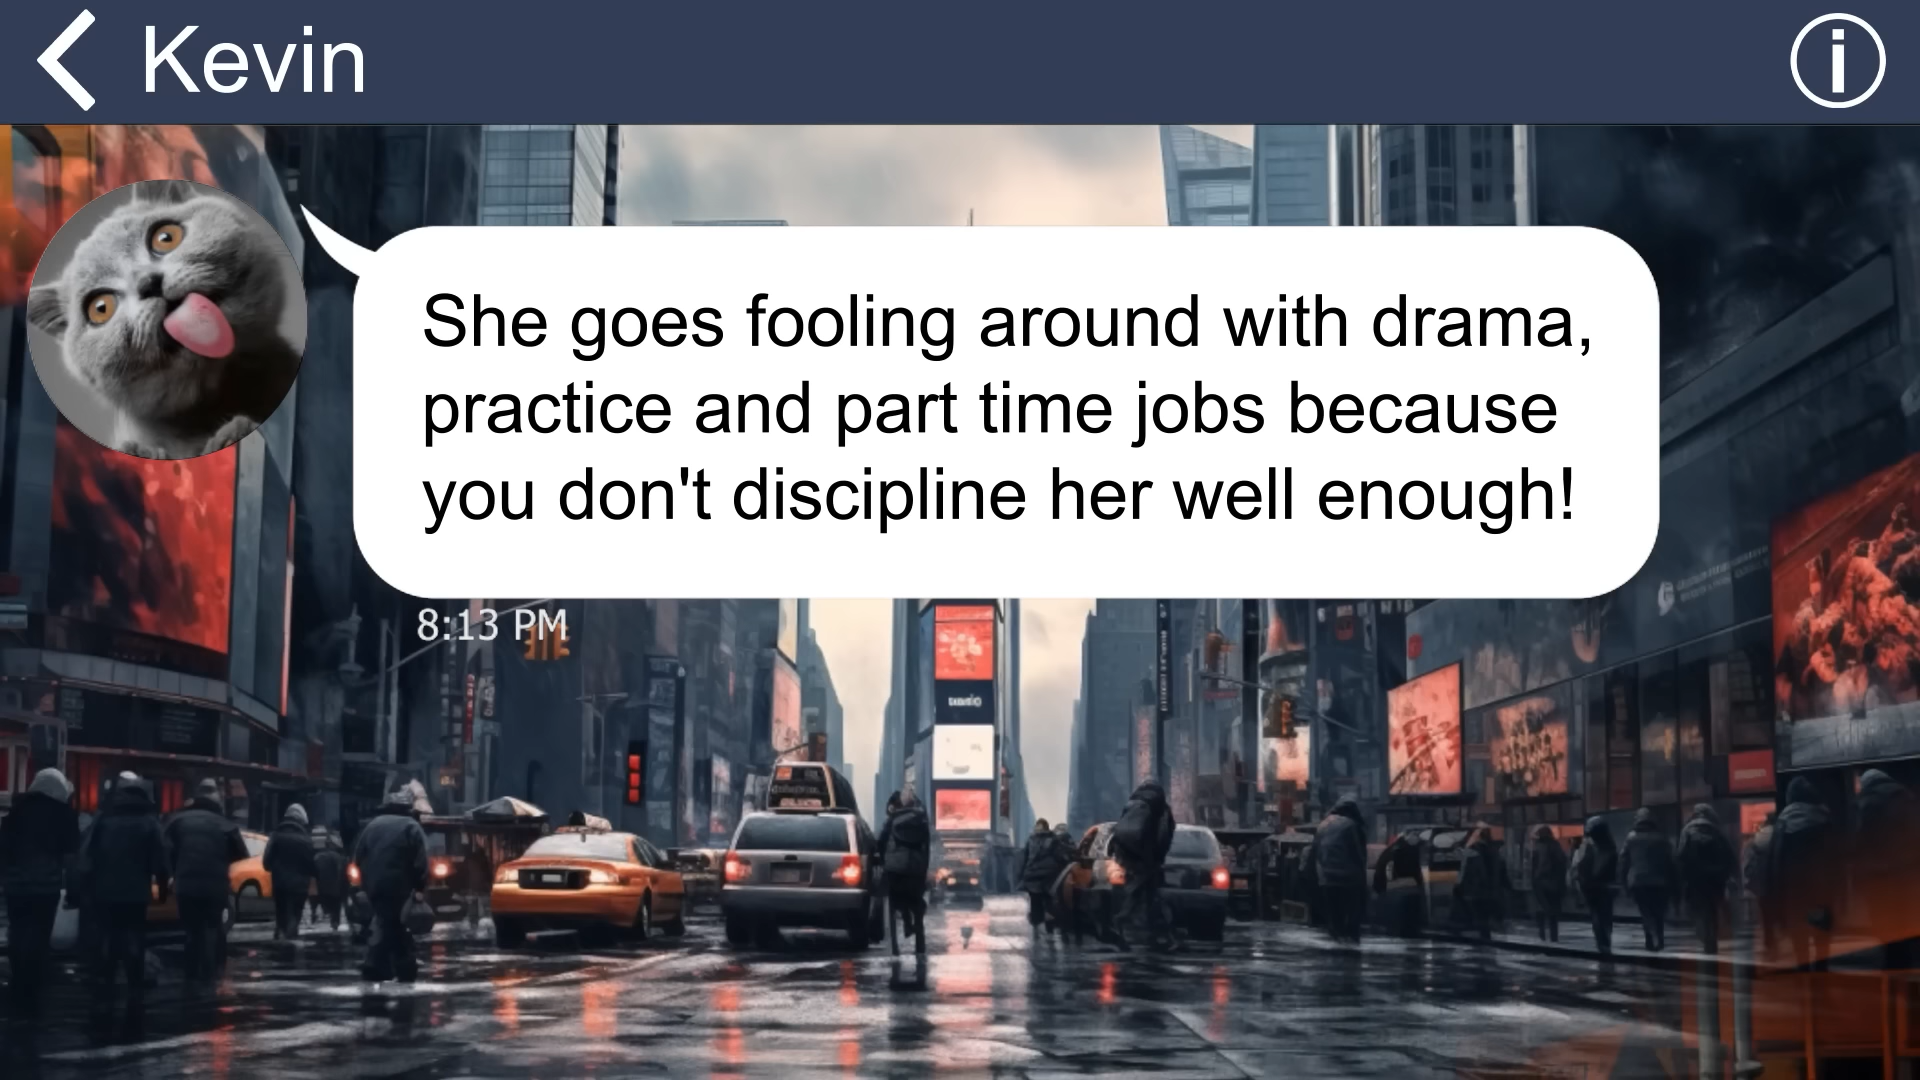 Kevin
She goes fooling around with drama,
practice and part time jobs because
you don't discipline her well enough!
8:13 PM